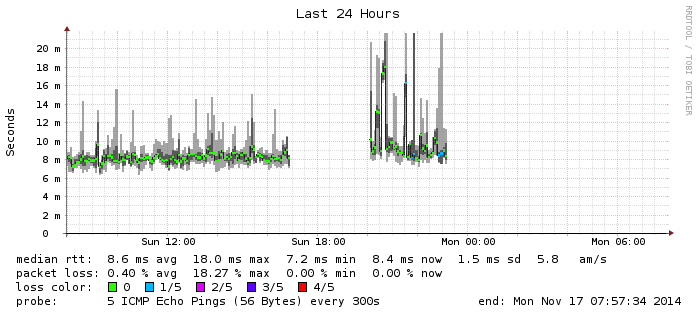 Last 24 Hours
RRDTOOL / TOBI OETIKER
Seconds
20 m
18 m
16 m
14 m
12 m
10 m
8 m
6 m
4 m
2 m
0
Sun 12:00 Sun 18:00 Mon 00:00 Mon 06:00
median rtt: 8.6 ms avg 18.0 ms max 7.2 ms min 8.4 ms now 1.5 ms sd 5.8 am/s
packet loss: 0.40 % avg 18.27 % max 0.00 % min 0.00 % now
loss color: 0 1/5 2/5 3/5 4/5
probe: 5 ICMP Echo Pings (56 Bytes) every 300s end: Mon Nov 17 07:57:34 2014